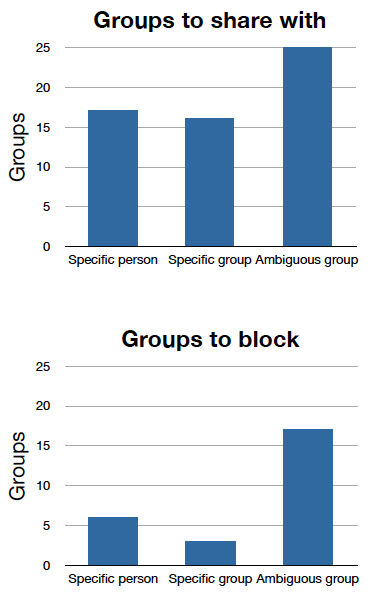 Groups to share with
Groups
25
20
15
10
5
0
Specific person Specific group Ambiguous group
Groups to block
Groups
25
20
15
10
5
0
Specific person Specific group Ambiguous group